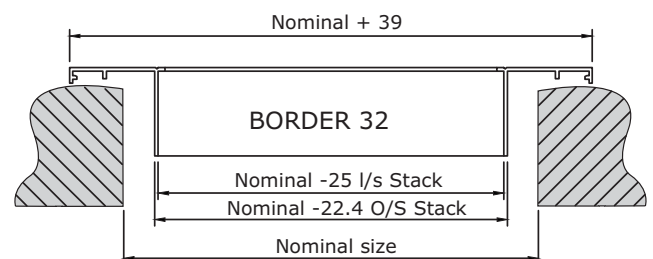 Nominal + 39
BORDER 32
Nominal -25 l/s Stack
Nominal -22.4 O/S Stack
Nominal size